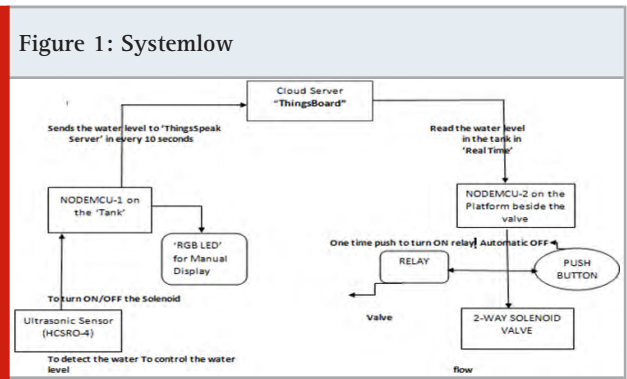 Figure 1: Systemlow
Cloud Server
"ThingsBoard"
Sends the water level to 'ThingsSpeak
Server' in every 10 seconds
Read the water level
in the tank in
'Real Time'
NODEMCU-1 on
the 'Tank'
NODEMCU-2 on the
Platform beside the
valve
'RGB LED'
for Manual
Display
One time push to turn ON relay! Automatic OFF
RELAY
PUSH
BUTTON
To turn ON/OFF the Solenoid
Valve
Ultrasonic Sensor
(HCSRO-4)
2-WAY SOLENOID
VALVE
To detect the water To control the water
level
flow